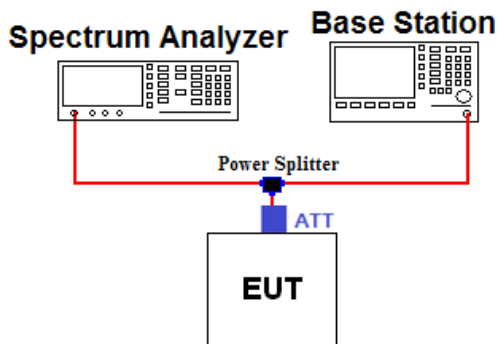 Spectrum Analyzer
Base Station
Power Splitter
ATT
EUT